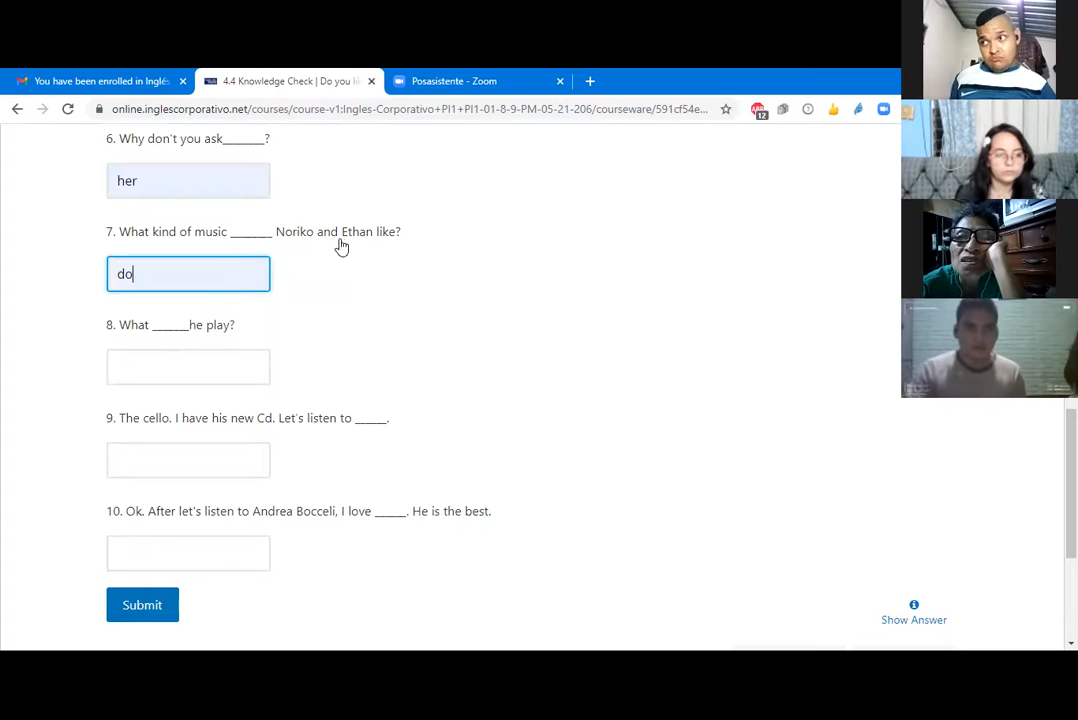 You have been enrolled in Inglés
4.4 Knowledge Check | Do you li
Posasistente - Zoom
online.inglescorporativo.net/courses/course-v1:Ingles-Corporativo+PI1+PI1-01-8-9-PM-05-21-206/courseware/591cf54e...
12
6. Why don't you ask_______?
her
7. What kind of music _______ Noriko and Ethan like?
do
8. What ______he play?
9. The cello. I have his new Cd. Let's listen to _____.
10. Ok. After let's listen to Andrea Bocceli, I love _____. He is the best.
Submit
Show Answer